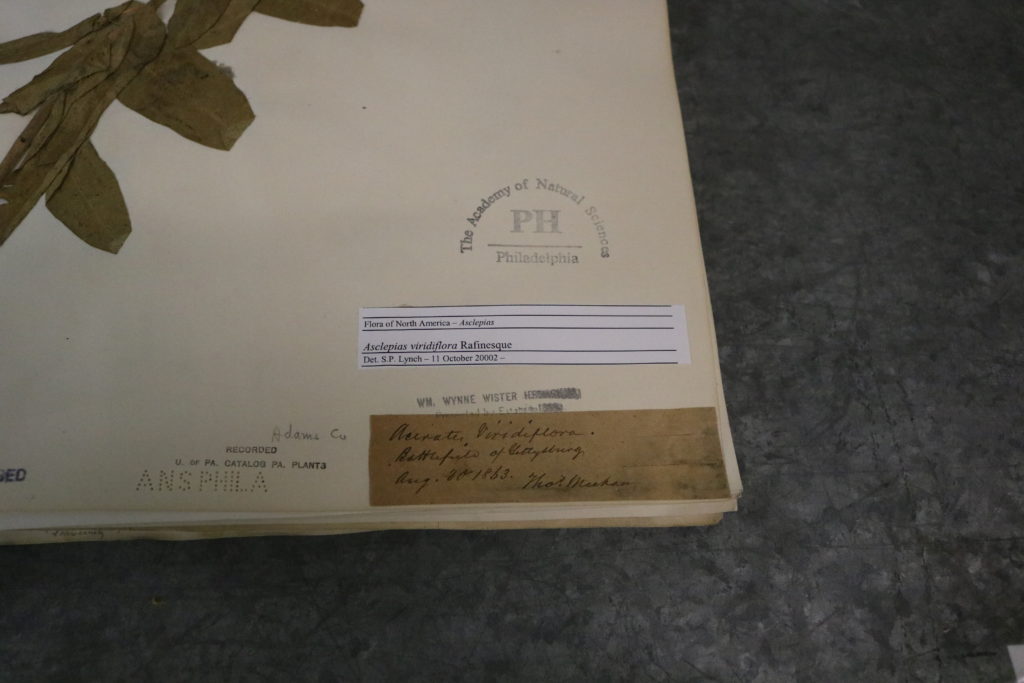 The Academy of Natural Sciences
PH
Philadelphia
Flora of North America – Asclepias
Asclepias viridiflora Rafinesque
Det. S.P. Lynch – 11 October 20002 –
WM. WYNNE WISTER
Presented by
Adams Co
RECORDED
U. OF PA. CATALOG PA. PLANTS
ANSPHILA
Acerates Viridiflora.
Battlefield of Gettysburg,
Aug. 1863. Thos. Meehan